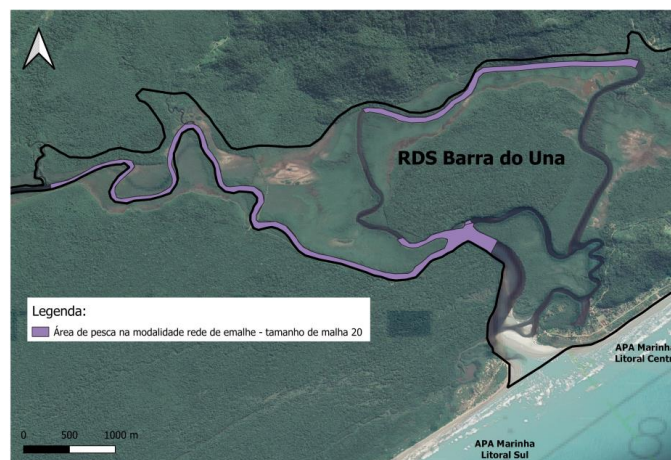 RDS Barra do Una
Legenda:
Área de pesca na modalidade rede de emalhe - tamanho de malha 20
APA Marinha
Litoral Centr
0 500 1000 m
APA Marinha
Litoral Sul